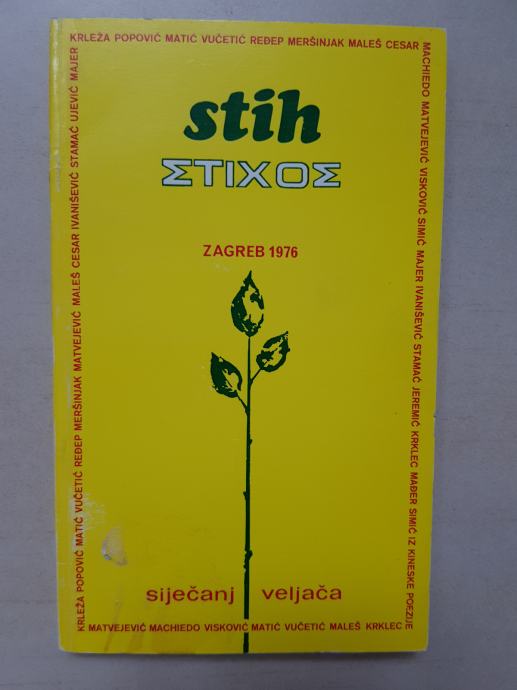 KRLEŽA POPOVIĆ MATIĆ VUČETIĆ REĐEP MERŠINJAK MALEŠ CESAR
MACHIEDO MATVEJEVIĆ VISKOVIĆ SIMIĆ MAJER IVANIŠEVIĆ STAMAĆ JEREMIĆ KRKLEC MAĐER SIMIĆ IZ KINESKE POEZIJE
KRLEŽA POPOVIĆ MATIĆ VUČETIĆ REĐEP MERŠINJAK MATVEJEVIĆ MALEŠ CESAR IVANIŠEVIĆ STAMAĆ UJEVIĆ MAJER
stih
ΣΤΙΧΟΣ
ZAGREB 1976
siječanj veljača
MATVEJEVIĆ MACHIEDO VISKOVIĆ MATIĆ VUČETIĆ MALEŠ KRKLEC